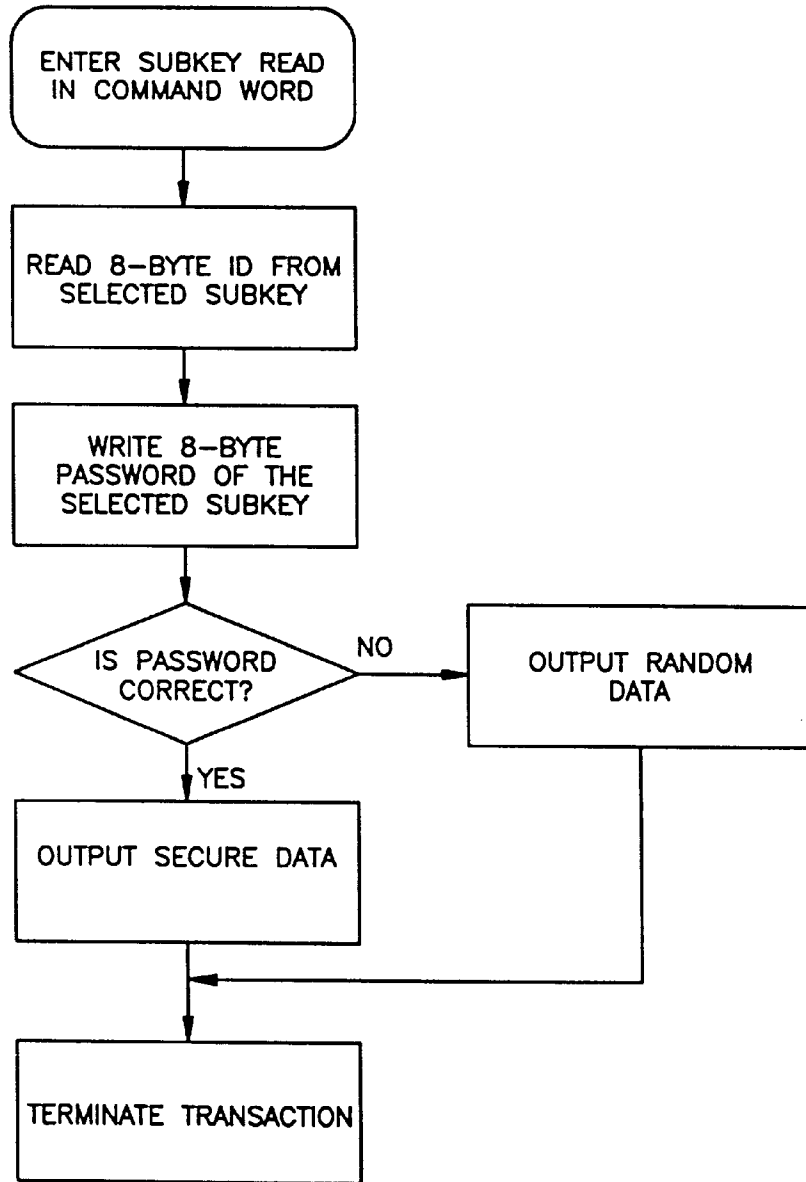 ENTER SUBKEY READ
IN COMMAND WORD
READ 8-BYTE ID FROM
SELECTED SUBKEY
WRITE 8-BYTE
PASSWORD OF THE
SELECTED SUBKEY
IS PASSWORD
CORRECT?
NO
OUTPUT RANDOM
DATA
YES
OUTPUT SECURE DATA
TERMINATE TRANSACTION